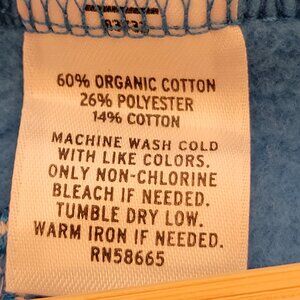 60% ORGANIC COTTON
26% POLYESTER
14% COTTON
MACHINE WASH COLD
WITH LIKE COLORS.
ONLY NON-CHLORINE
BLEACH IF NEEDED.
TUMBLE DRY LOW.
WARM IRON IF NEEDED.
RN58665